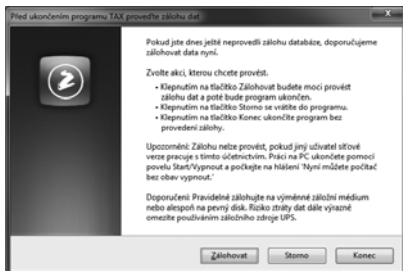 Před ukončením programu TAX proveďte zálohu dat
Pokud jste dnes ještě neprovedli zálohu databáze, doporučujeme
zálohovat data nyní.
Zvolte akci, kterou chcete provést.
• Klepnutím na tlačítko Zálohovat budete moci provést
zálohu dat a poté bude program ukončen.
• Klepnutím na tlačítko Storno se vrátíte do programu.
• Klepnutím na tlačítko Konec ukončíte program bez
provedení zálohy.
Upozornění: Zálohu nelze provést, pokud jiný uživatel síťové
verze pracuje s tímto účetnictvím. Práci na PC ukončete pomocí
povelu Start/Vypnout a počkejte na hlášení 'Nyní můžete počítač
bez obav vypnout.'
Doporučení: Pravidelně zálohujte na výměnné záložní médium
nebo alespoň na pevný disk. Riziko ztráty dat dále výrazně
omezíte používáním záložního zdroje UPS.
Zálohovat
Storno
Konec